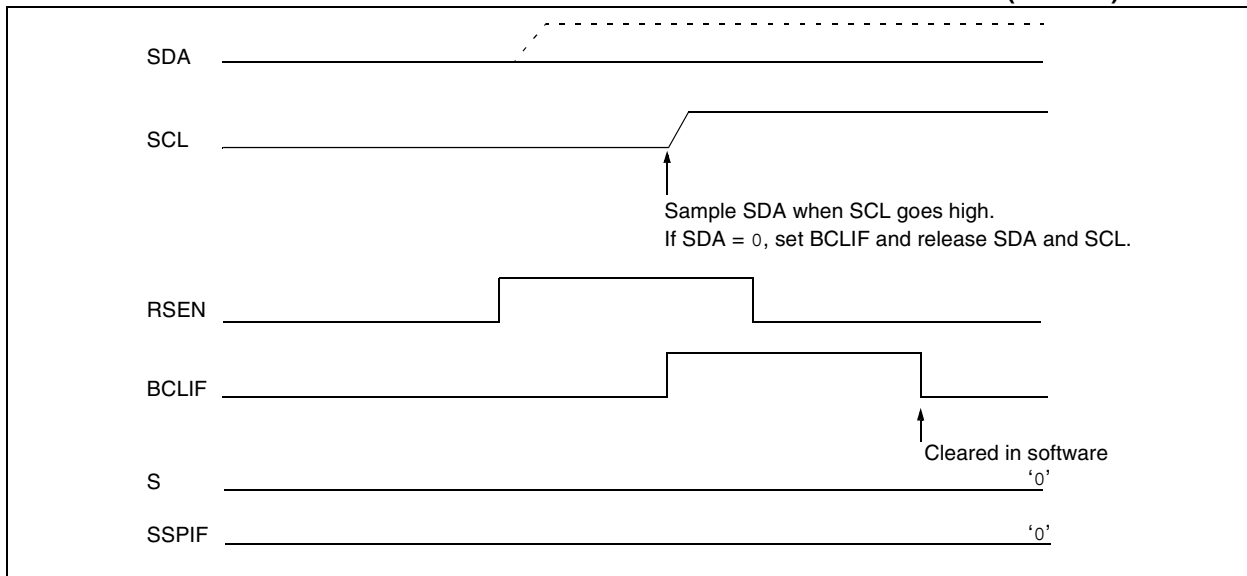 SDA
SCL
Sample SDA when SCL goes high.
If SDA = 0, set BCLIF and release SDA and SCL.
RSEN
BCLIF
Cleared in software
S
‘0’
SSPIF
‘0’